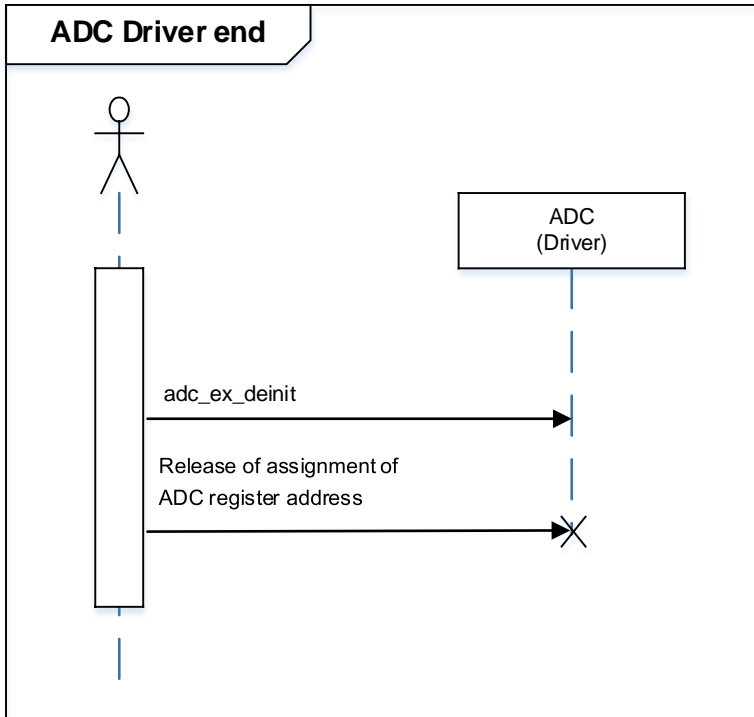 ADC Driver end
ADC
(Driver)
adc_ex_deinit
Release of assignment of
ADC register address